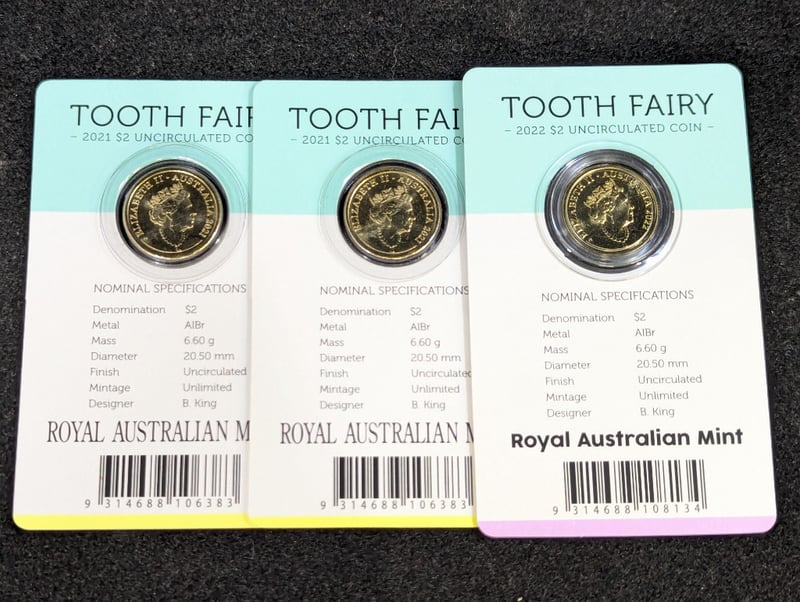 TOOTH FAI
– 2021 $2 UNCIRCULATED CO
ELIZABETH II · AUSTRALIA 2021
NOMINAL SPECIFICATIONS
Denomination $2
Metal AlBr
Mass 6.60 g
Diameter 20.50 mm
Finish Uncirculated
Mintage Unlimited
Designer B. King
ROYAL AUSTRALIAN M
9 314688 106383
TOOTH FAI
– 2021 $2 UNCIRCULATED C
ELIZABETH II · AUSTRALIA 2021
NOMINAL SPECIFICATIONS
Denomination $2
Metal AlBr
Mass 6.60 g
Diameter 20.50 mm
Finish Uncirculated
Mintage Unlimited
Designer B. King
ROYAL AUSTRALIAN
9 314688 106383
TOOTH FAIRY
– 2022 $2 UNCIRCULATED COIN –
ELIZABETH II · AUSTRALIA 2022
NOMINAL SPECIFICATIONS
Denomination $2
Metal AlBr
Mass 6.60 g
Diameter 20.50 mm
Finish Uncirculated
Mintage Unlimited
Designer B. King
Royal Australian Mint
9 314688 108134